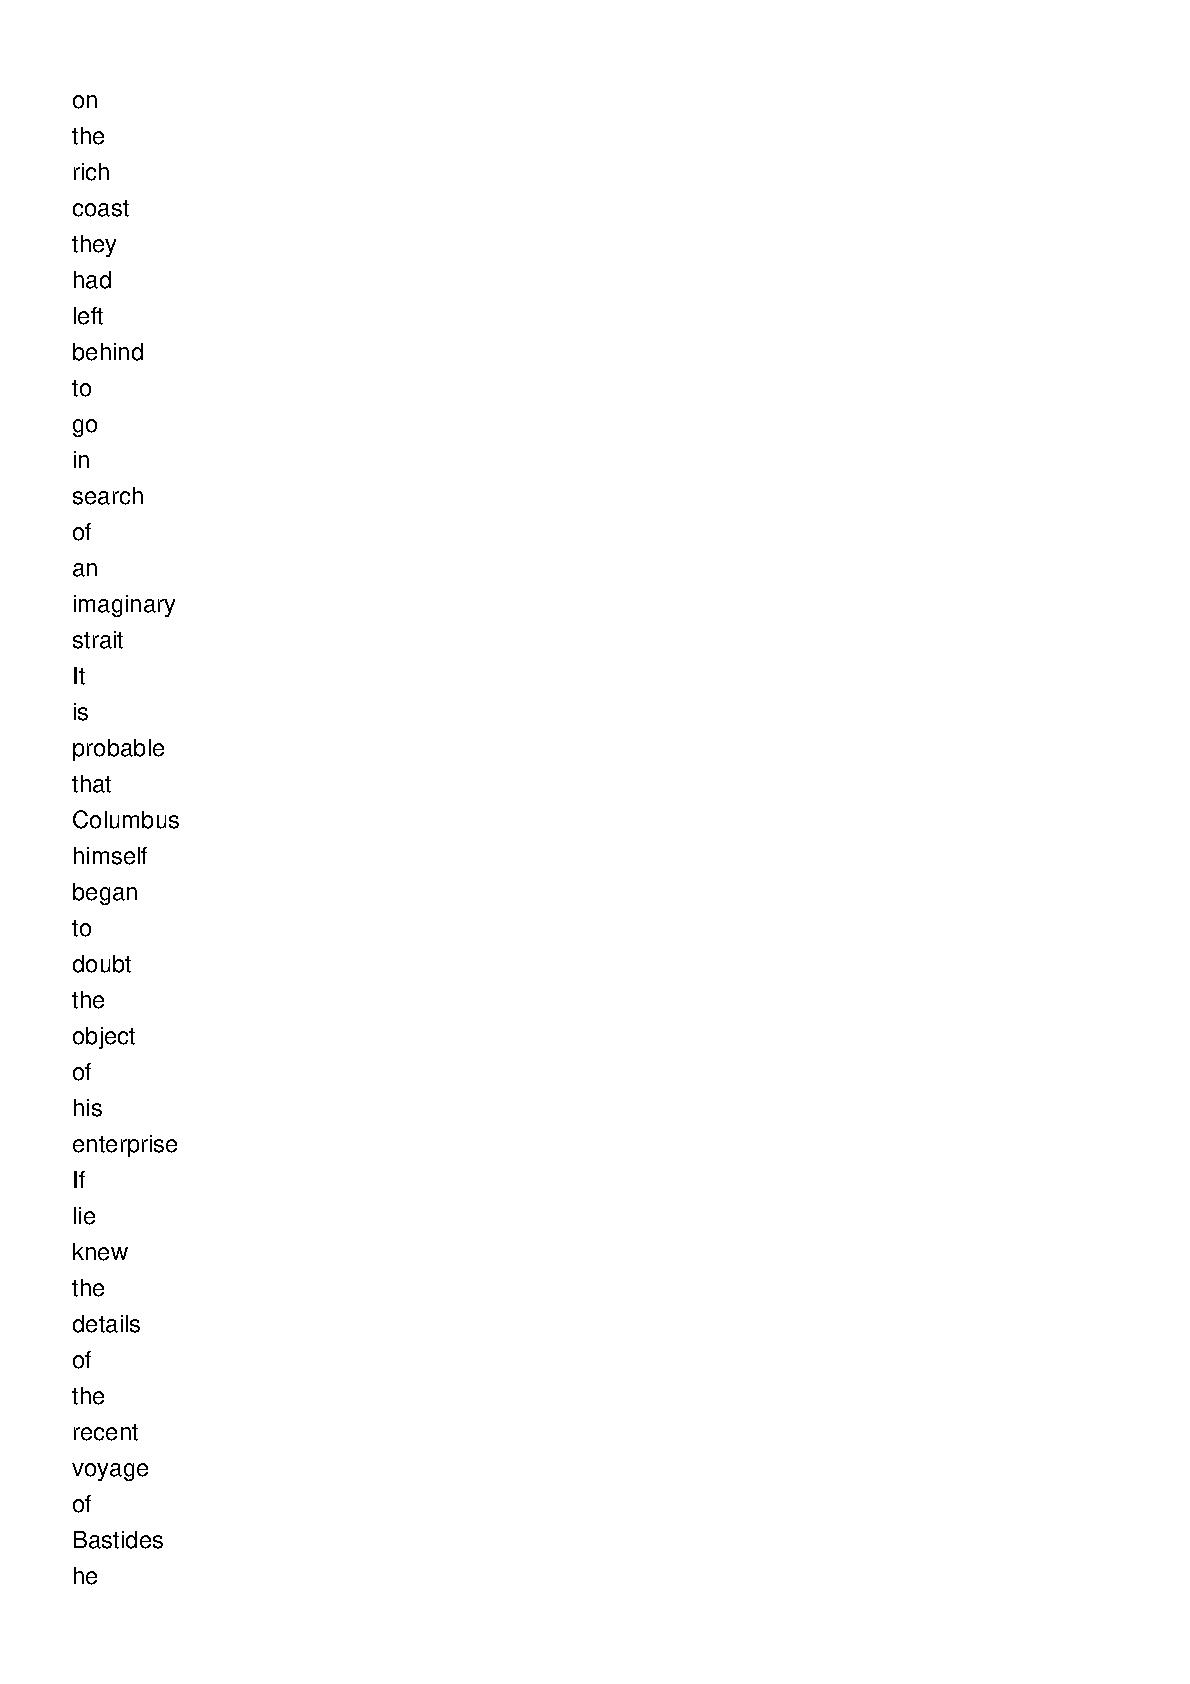 on
the
rich
coast
they
had
left
behind
to
go
in
search
of
an
imaginary
strait
It
is
probable
that
Columbus
himself
began
to
doubt
the
object
of
his
enterprise
If
lie
knew
the
details
of
the
recent
voyage
of
Bastides
he